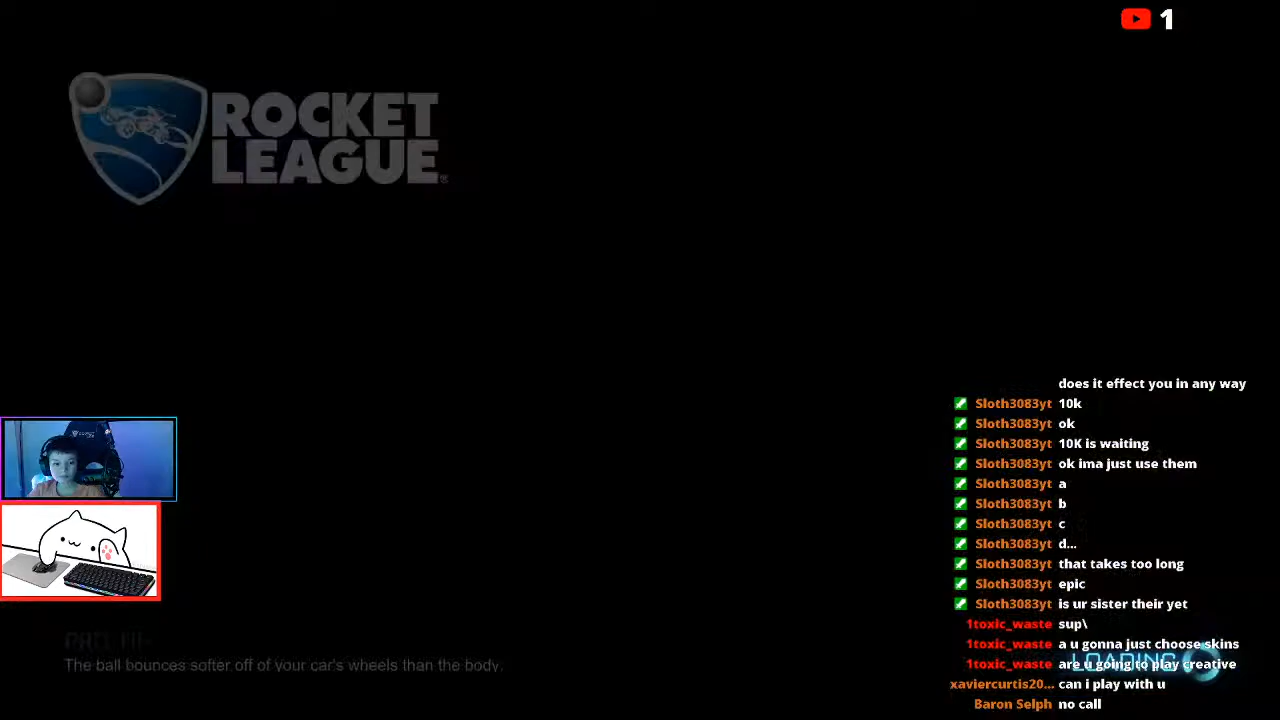 1
ROCKET
LEAGUE®
does it effect you in any way
Sloth3083yt 10k
Sloth3083yt ok
Sloth3083yt 10K is waiting
Sloth3083yt ok ima just use them
Sloth3083yt a
Sloth3083yt b
Sloth3083yt c
Sloth3083yt d...
Sloth3083yt that takes too long
Sloth3083yt epic
Sloth3083yt is ur sister their yet
1toxic_waste sup\
1toxic_waste a u gonna just choose skins
1toxic_waste are u going to play creative
xaviercurtis20... can i play with u
Baron Selph no call
LOADING
The ball bounces softer off of your car's wheels than the body.